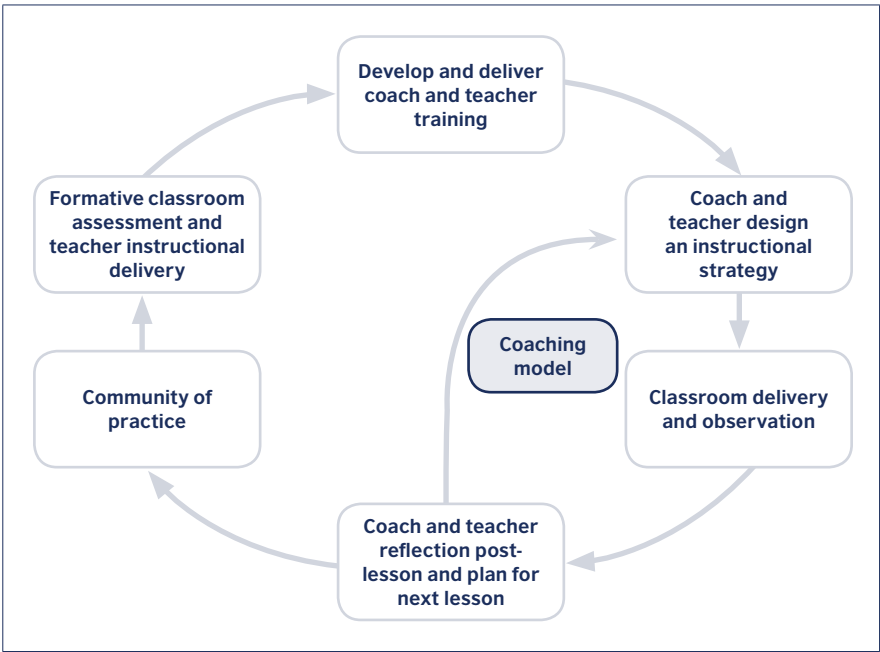 Develop and deliver
coach and teacher
training
Coach and
teacher design
an instructional
strategy
Classroom delivery
and observation
Coach and teacher
reflection post-
lesson and plan for
next lesson
Community of
practice
Formative classroom
assessment and
teacher instructional
delivery
Coaching
model